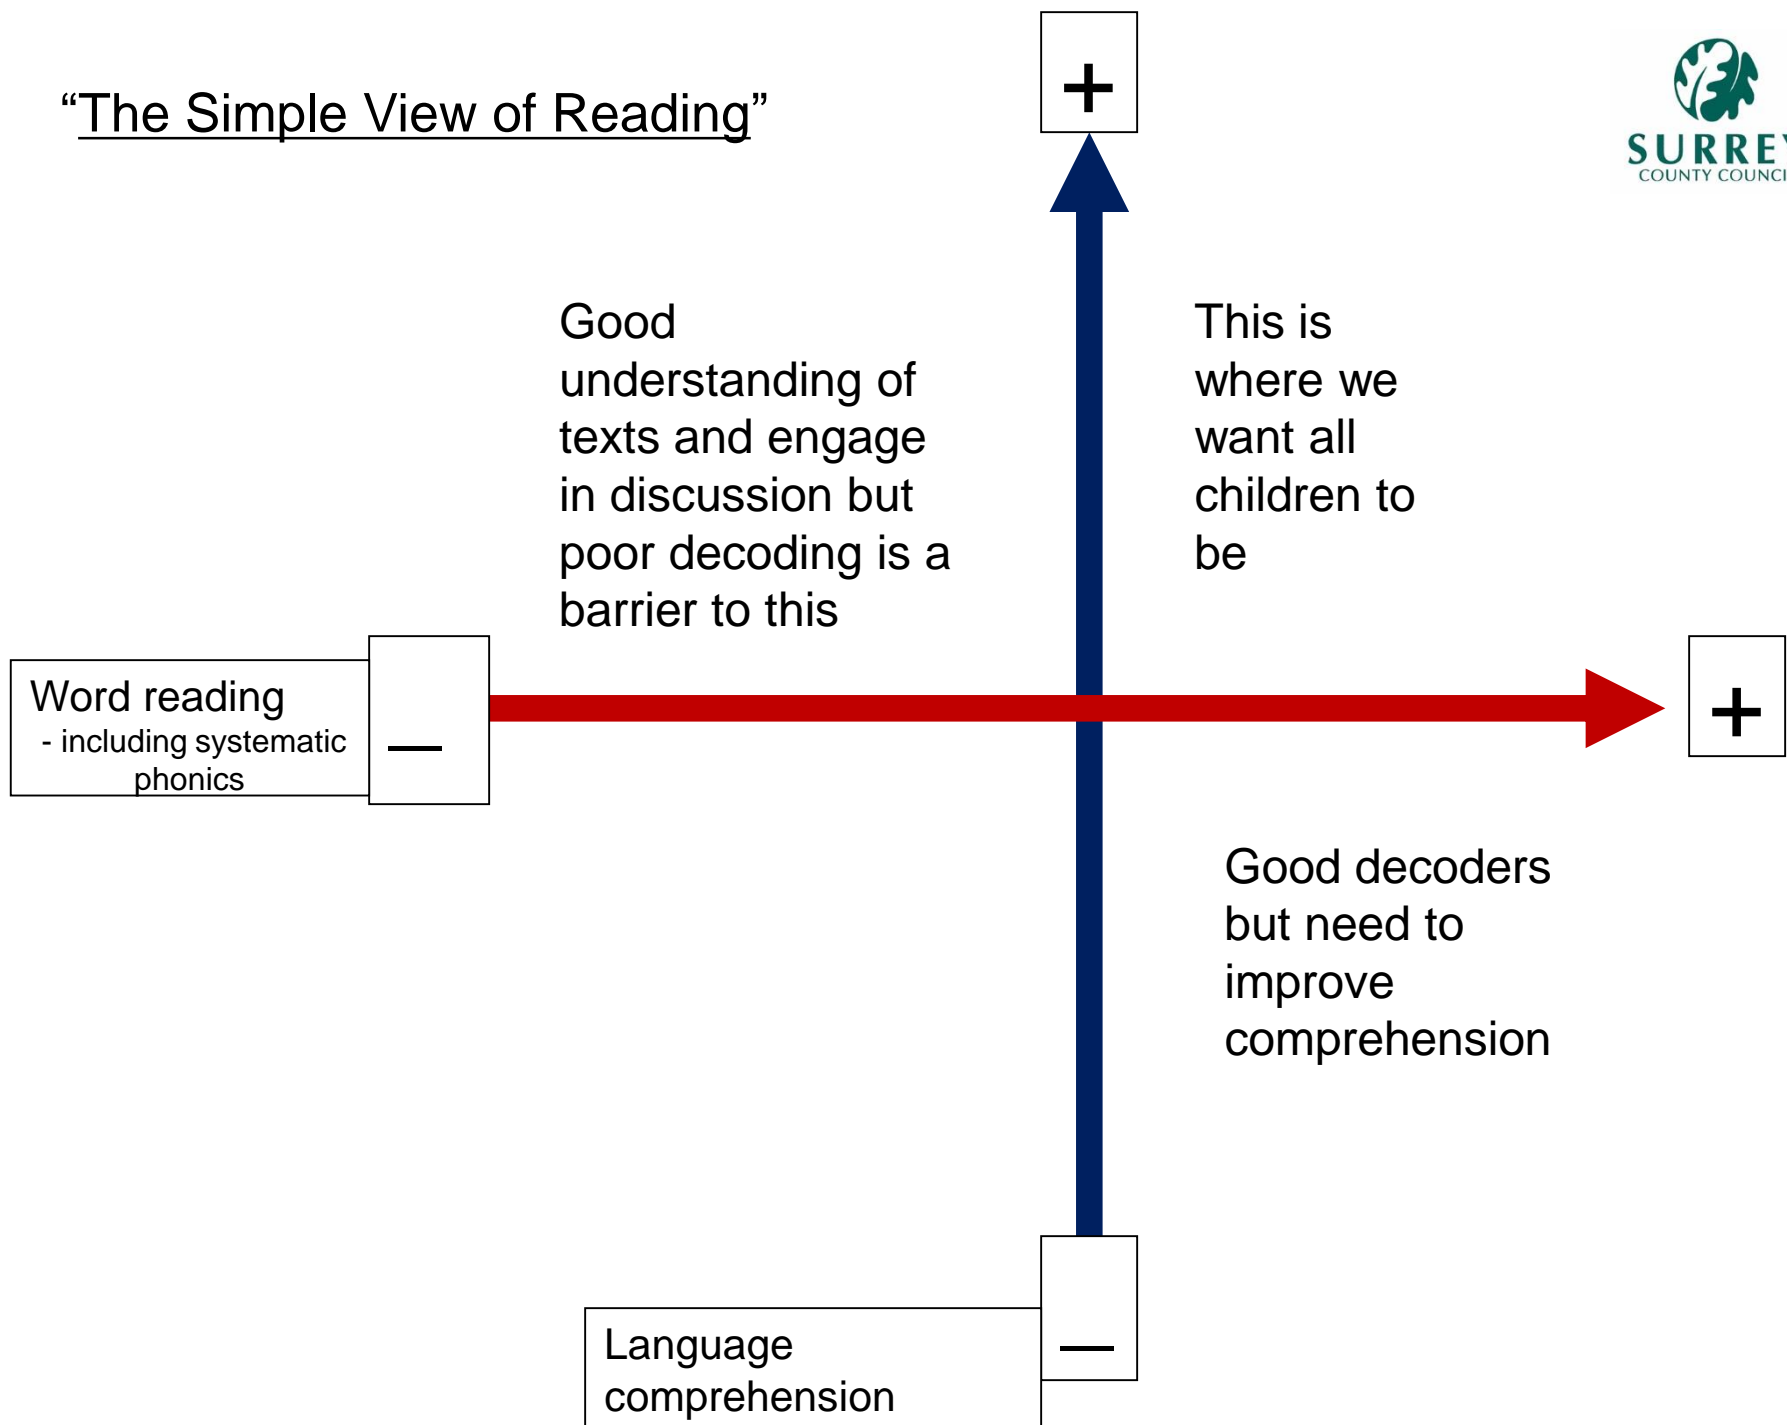 “The Simple View of Reading”
+
SURREY
COUNTY COUNCI
Good
understanding of
texts and engage
in discussion but
poor decoding is a
barrier to this
This is
where we
want all
children to
be
Word reading
- including systematic
phonics
–
+
Good decoders
but need to
improve
comprehension
–
Language
comprehension